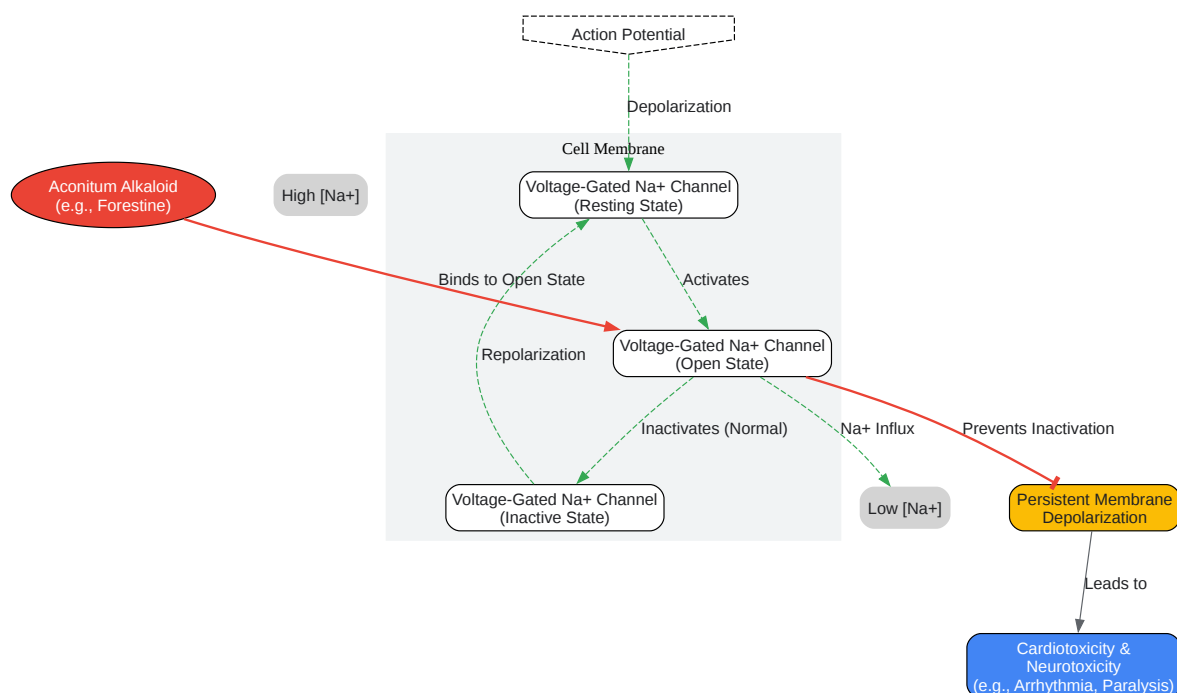 Action Potential
Depolarization
Cell Membrane
Aconitum Alkaloid
(e.g., Forestine)
High [Na+]
Voltage-Gated Na+ Channel
(Resting State)
Binds to Open State
Activates
Repolarization
Voltage-Gated Na+ Channel
(Open State)
Inactivates (Normal)
Na+ Influx
Prevents Inactivation
Voltage-Gated Na+ Channel
(Inactive State)
Low [Na+]
Persistent Membrane
Depolarization
Leads to
Cardiotoxicity &
Neurotoxicity
(e.g., Arrhythmia, Paralysis)